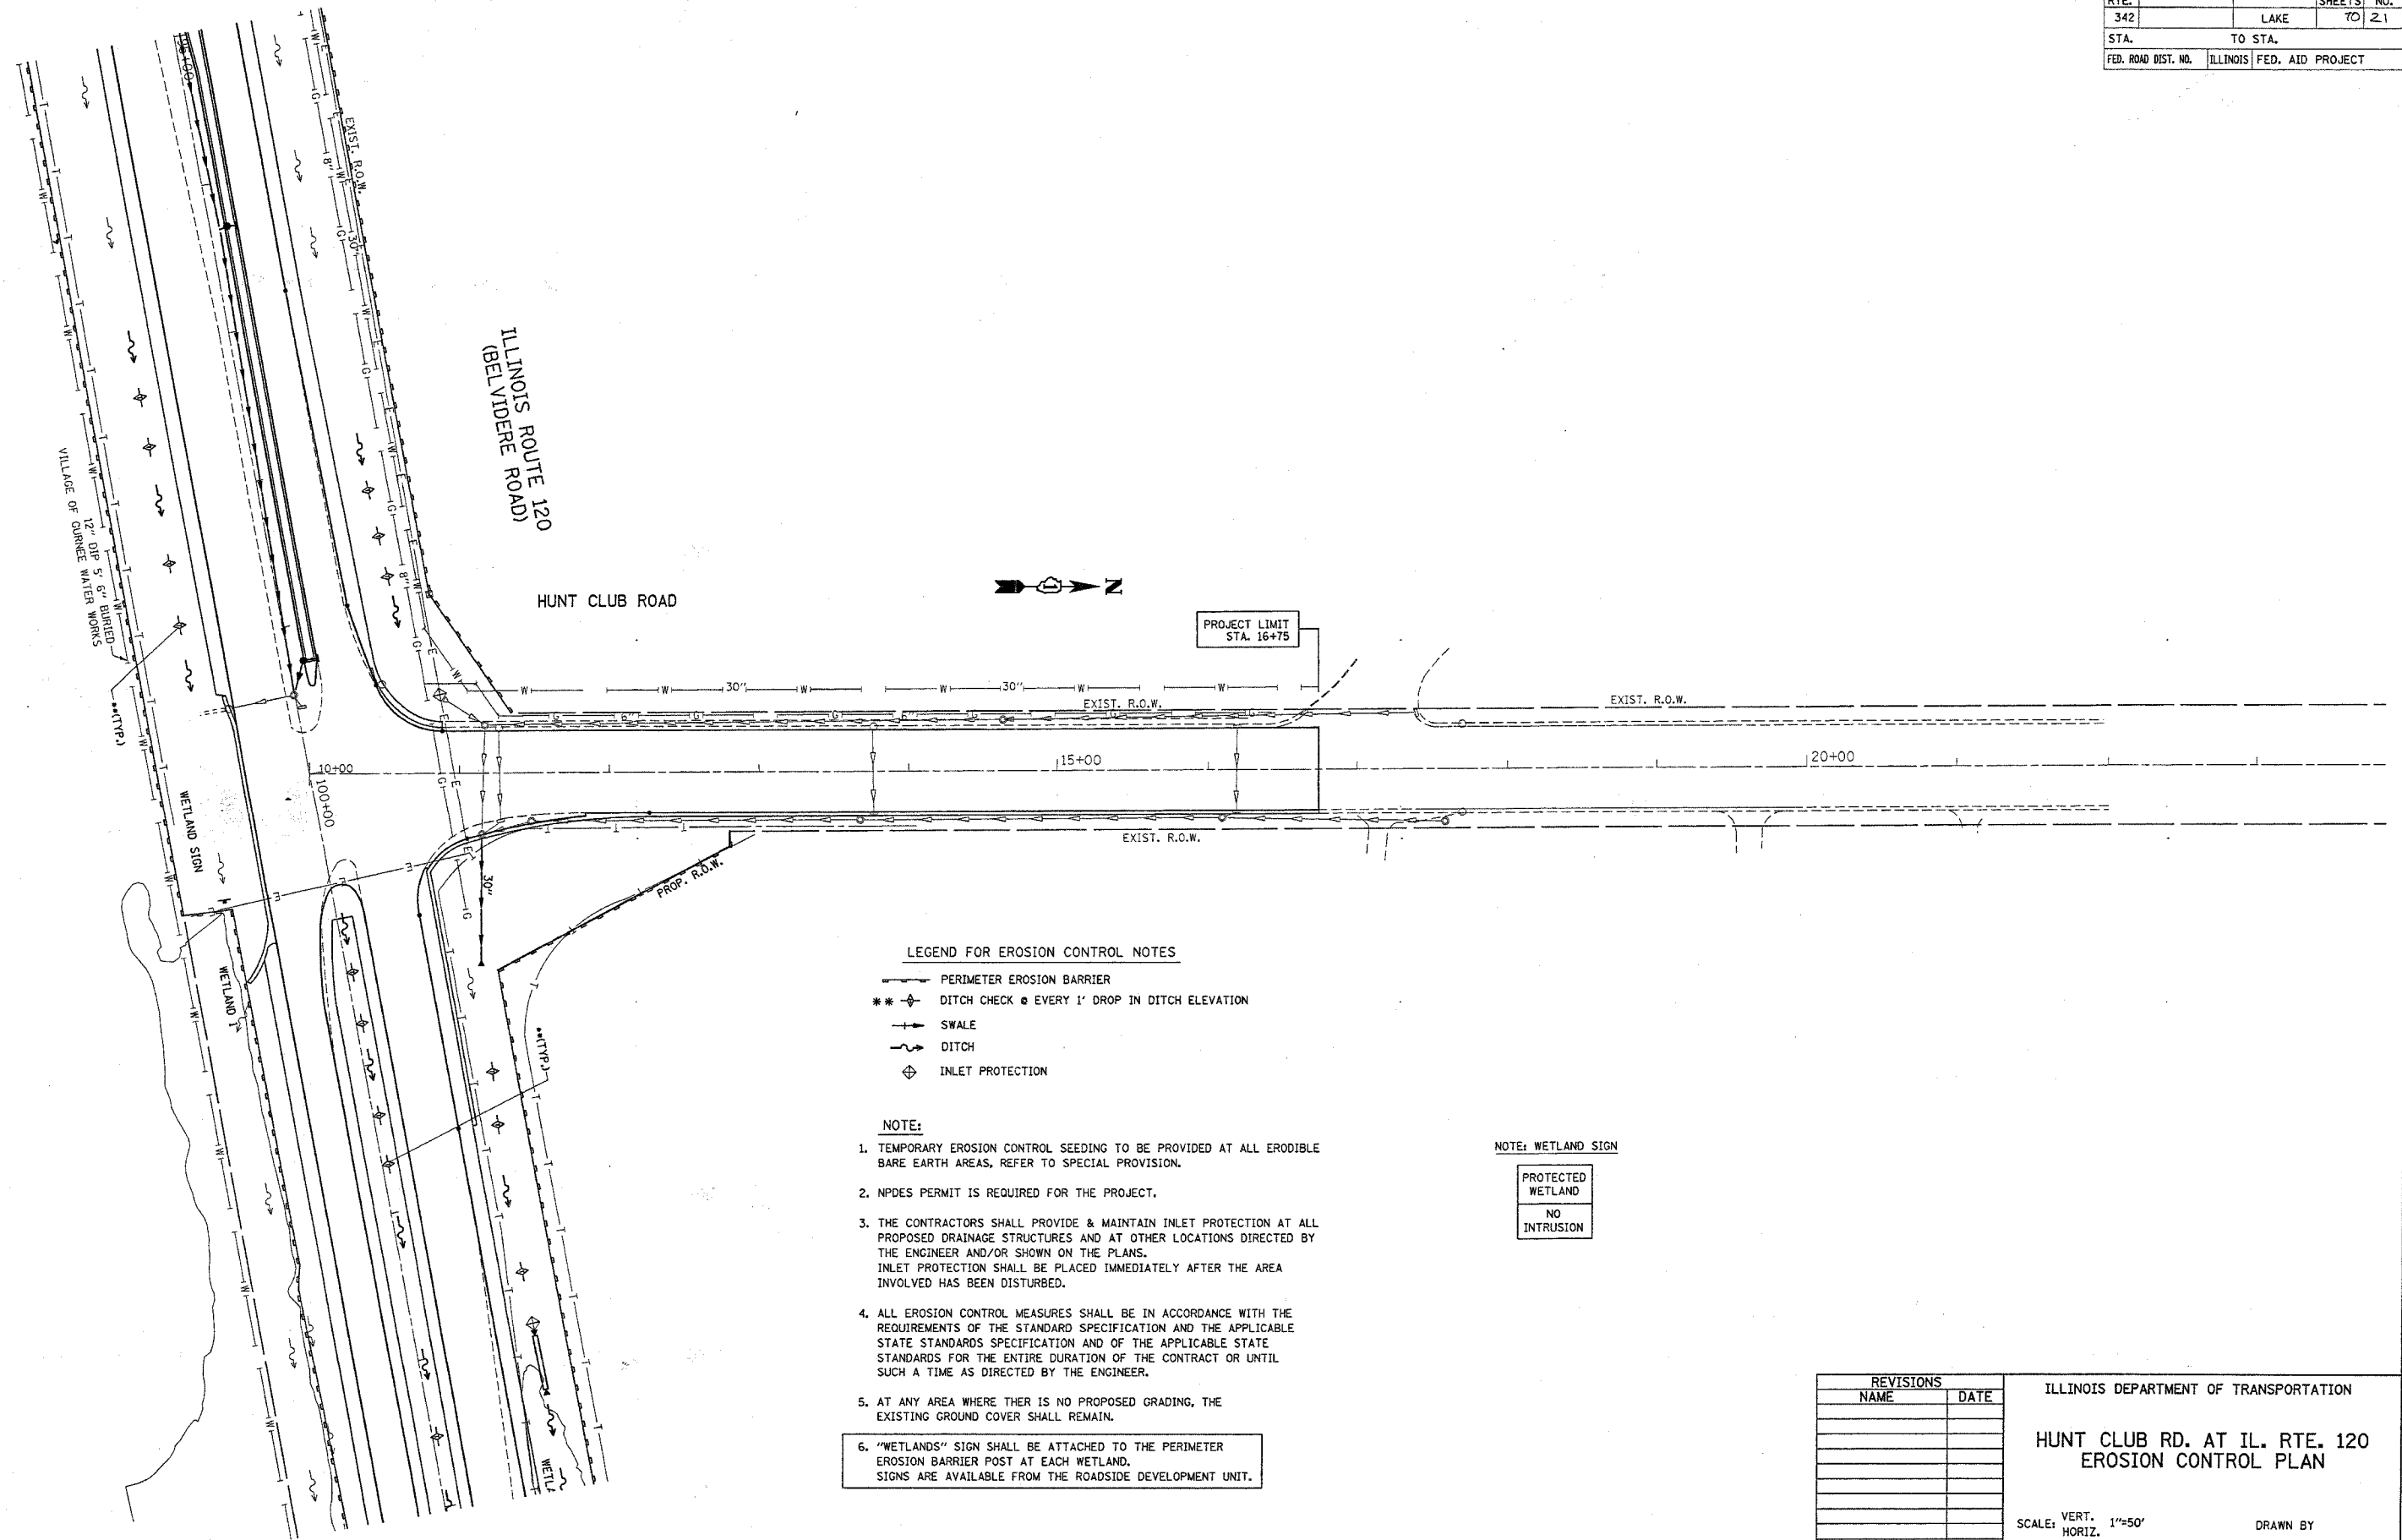 RTE. SHEETS NO.
342 LAKE 70 21
STA. TO STA.
FED. ROAD DIST. NO. ILLINOIS FED. AID PROJECT
EXIST. R.O.W.
8"
30"
ILLINOIS ROUTE 120
(BELVIDERE ROAD)
12" DIP 5' 6" BURIED
VILLAGE OF GURNEE WATER WORKS
**(TYP.)
8"
HUNT CLUB ROAD
N
PROJECT LIMIT
STA. 16+75
30" 30"
EXIST. R.O.W. EXIST. R.O.W.
6" 6"
10+00 15+00 20+00
100+00
WETLAND SIGN
EXIST. R.O.W.
30"
PROP. R.O.W.
WETLAND 1
**(TYP.)
LEGEND FOR EROSION CONTROL NOTES
PERIMETER EROSION BARRIER
** DITCH CHECK @ EVERY 1' DROP IN DITCH ELEVATION
SWALE
DITCH
INLET PROTECTION
NOTE:
1. TEMPORARY EROSION CONTROL SEEDING TO BE PROVIDED AT ALL ERODIBLE
BARE EARTH AREAS, REFER TO SPECIAL PROVISION.
2. NPDES PERMIT IS REQUIRED FOR THE PROJECT.
3. THE CONTRACTORS SHALL PROVIDE & MAINTAIN INLET PROTECTION AT ALL
PROPOSED DRAINAGE STRUCTURES AND AT OTHER LOCATIONS DIRECTED BY
THE ENGINEER AND/OR SHOWN ON THE PLANS.
INLET PROTECTION SHALL BE PLACED IMMEDIATELY AFTER THE AREA
INVOLVED HAS BEEN DISTURBED.
4. ALL EROSION CONTROL MEASURES SHALL BE IN ACCORDANCE WITH THE
REQUIREMENTS OF THE STANDARD SPECIFICATION AND THE APPLICABLE
STATE STANDARDS SPECIFICATION AND OF THE APPLICABLE STATE
STANDARDS FOR THE ENTIRE DURATION OF THE CONTRACT OR UNTIL
SUCH A TIME AS DIRECTED BY THE ENGINEER.
5. AT ANY AREA WHERE THER IS NO PROPOSED GRADING, THE
EXISTING GROUND COVER SHALL REMAIN.
6. "WETLANDS" SIGN SHALL BE ATTACHED TO THE PERIMETER
EROSION BARRIER POST AT EACH WETLAND.
SIGNS ARE AVAILABLE FROM THE ROADSIDE DEVELOPMENT UNIT.
NOTE: WETLAND SIGN
PROTECTED
WETLAND
NO
INTRUSION
WETL
REVISIONS
NAME DATE
ILLINOIS DEPARTMENT OF TRANSPORTATION
HUNT CLUB RD. AT IL. RTE. 120
EROSION CONTROL PLAN
SCALE: VERT. 1"=50'
HORIZ.
DRAWN BY